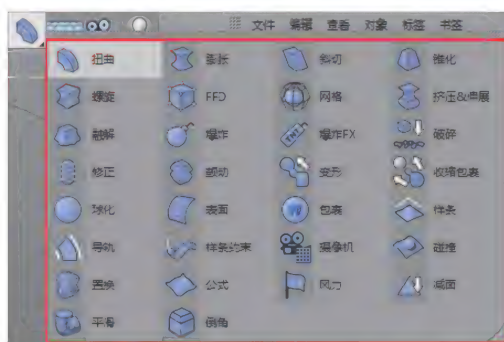 文件 编辑 查看 对象 标签 书签
扭曲 膨胀 斜切 锥化
螺旋 FFD 网格 挤压&伸展
融解 爆炸 爆炸FX 破碎
修正 颤动 变形 收缩包裹
球化 表面 包裹 样条
导轨 样条约束 摄像机 碰撞
置换 公式 风力 减面
平滑 倒角